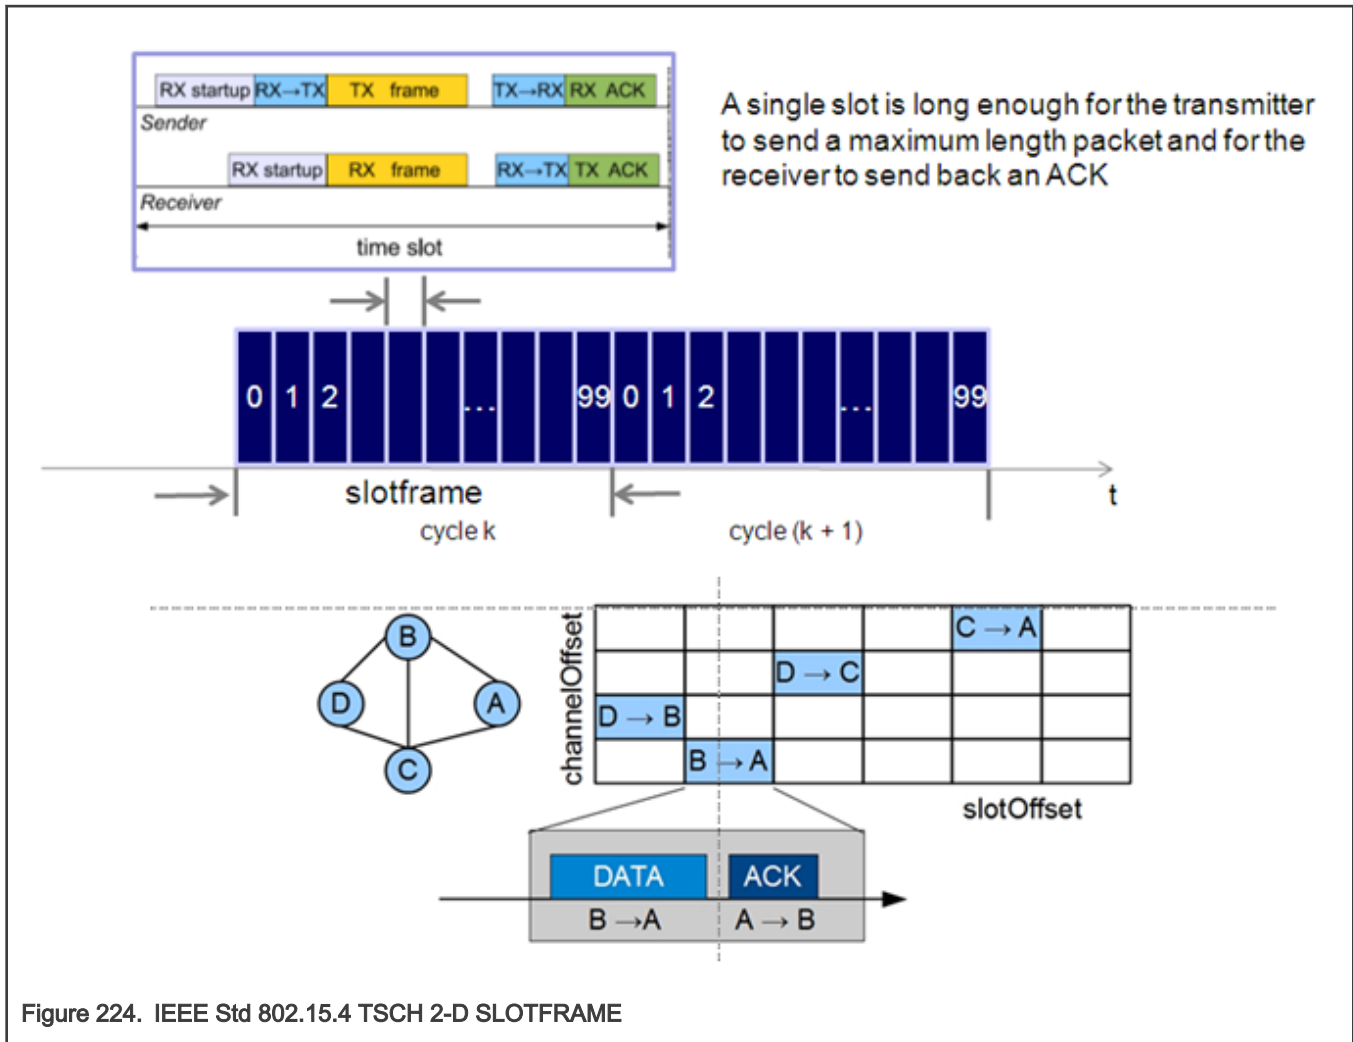 RX startup RX→TX TX frame TX→RX RX ACK
Sender
RX startup RX frame RX→TX TX ACK
Receiver
time slot
A single slot is long enough for the transmitter
to send a maximum length packet and for the
receiver to send back an ACK
0 1 2 ... 99 0 1 2 ... 99
slotframe
t
cycle k cycle (k + 1)
B
D A
C
channelOffset
C → A
D → C
D → B
B → A
slotOffset
DATA ACK
B → A A → B
Figure 224. IEEE Std 802.15.4 TSCH 2-D SLOTFRAME